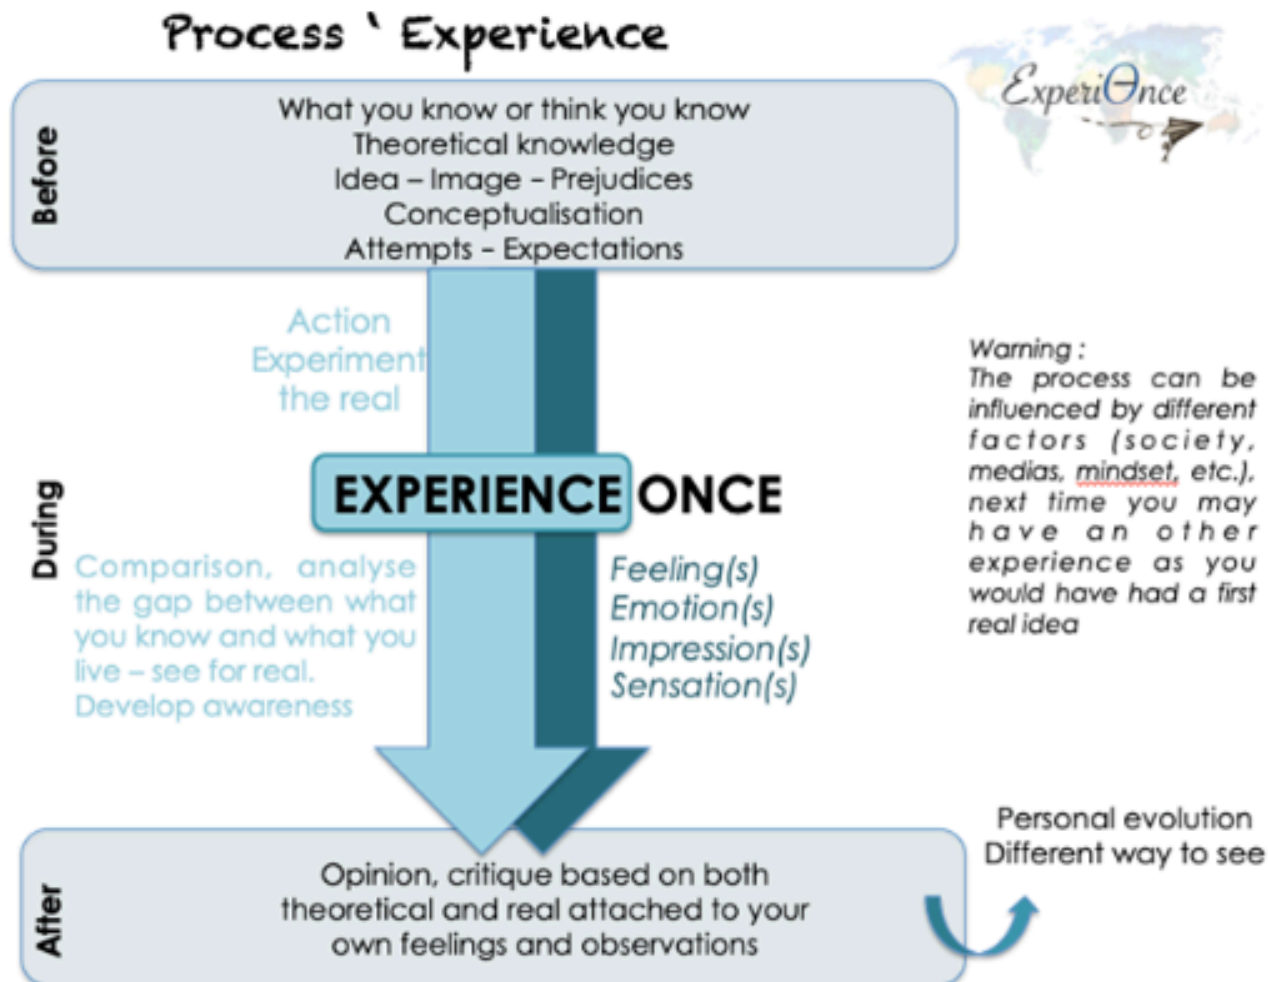 Process ‘ Experience
ExperiOnce
Before
What you know or think you know
Theoretical knowledge
Idea – Image – Prejudices
Conceptualisation
Attempts – Expectations
Action
Experiment
the real
During
EXPERIENCE ONCE
Comparison, analyse
the gap between what
you know and what you
live – see for real.
Develop awareness
Feeling(s)
Emotion(s)
Impression(s)
Sensation(s)
Warning :
The process can be
influenced by different
factors (society,
medias, mindset, etc.),
next time you may
have an other
experience as you
would have had a first
real idea
After
Opinion, critique based on both
theoretical and real attached to your
own feelings and observations
Personal evolution
Different way to see